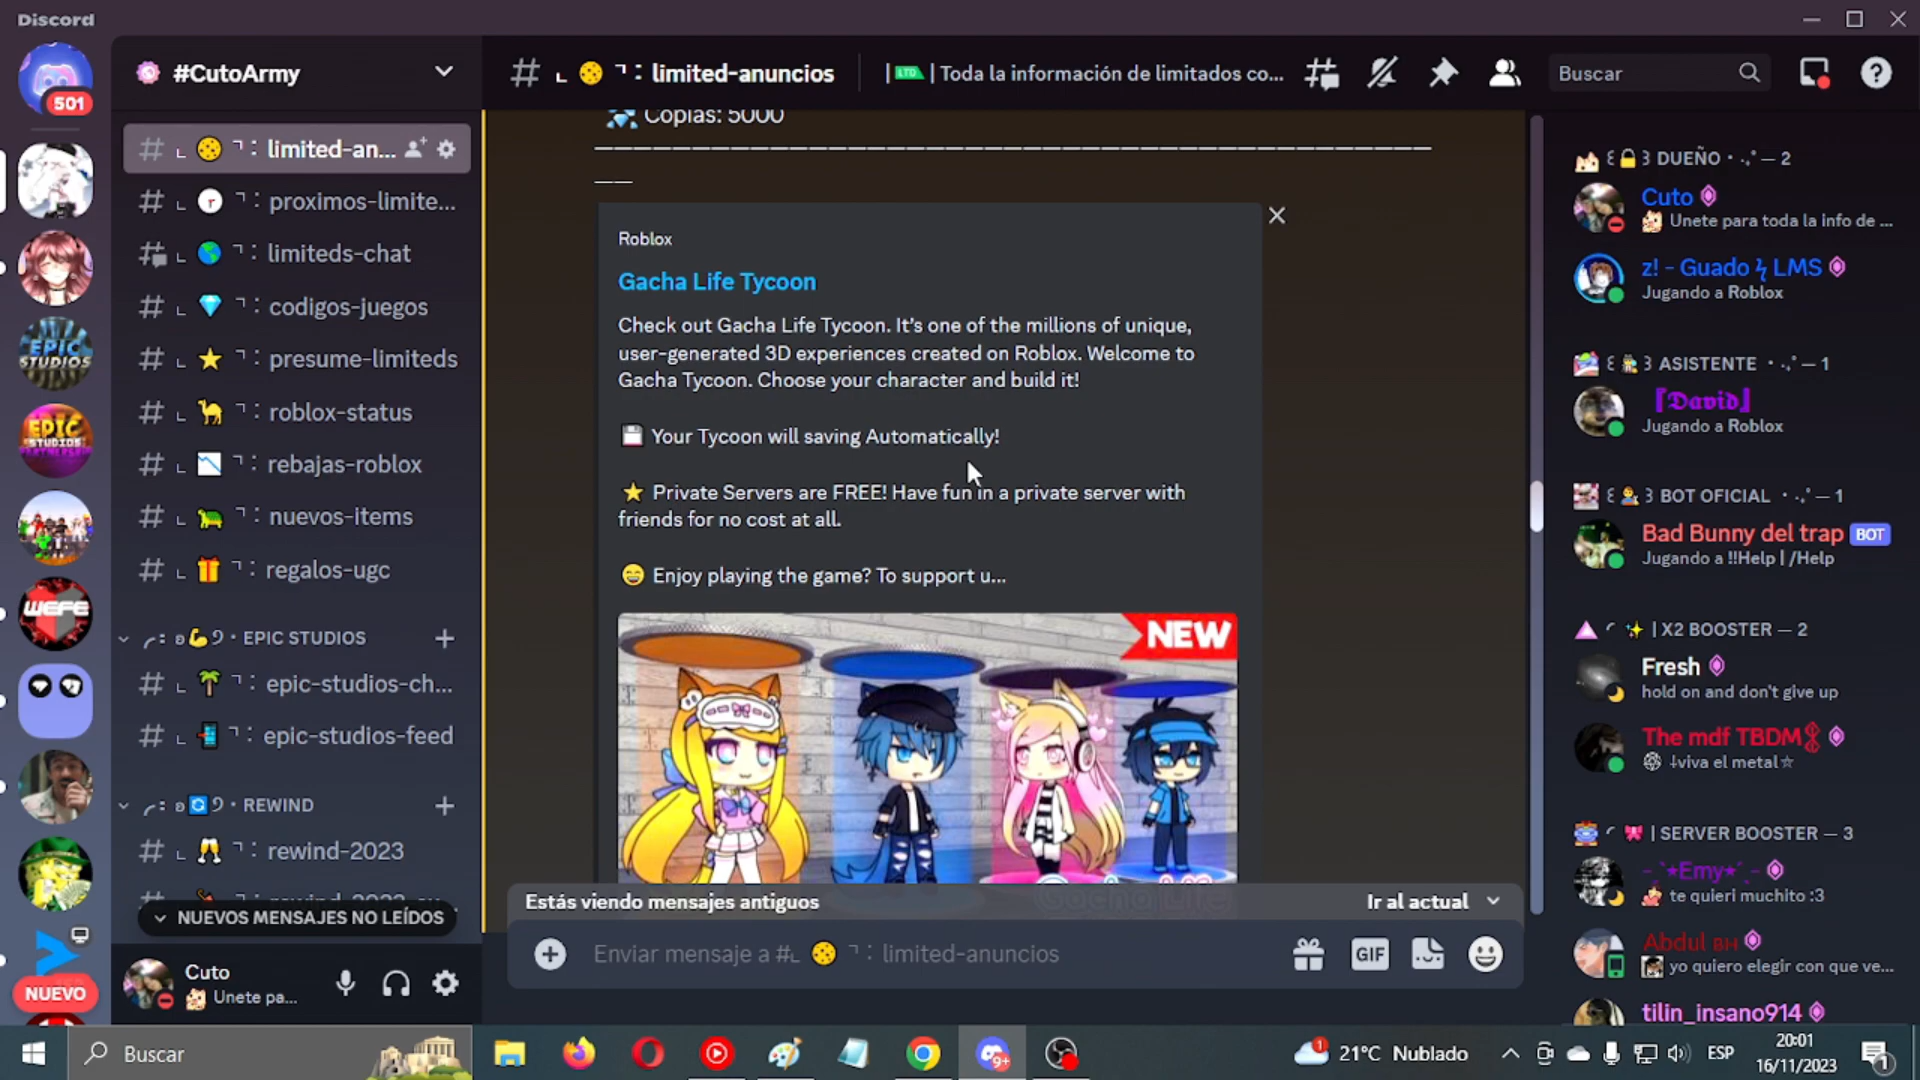 Discord
501
#CutoArmy
limited-anuncios
| LTD | Toda la información de limitados co...
Buscar
limited-an...
proximos-limite...
limiteds-chat
codigos-juegos
presume-limiteds
roblox-status
rebajas-roblox
nuevos-items
regalos-ugc
EPIC STUDIOS
epic-studios-ch...
epic-studios-feed
REWIND
rewind-2023
NUEVOS MENSAJES NO LEÍDOS
EPIC
STUDIOS
EPIC
STUDIOS
WEFE
NUEVO
Cuto
Unete pa...
Copias: 5000
Roblox
Gacha Life Tycoon
Check out Gacha Life Tycoon. It's one of the millions of unique,
user-generated 3D experiences created on Roblox. Welcome to
Gacha Tycoon. Choose your character and build it!
💾 Your Tycoon will saving Automatically!
⭐ Private Servers are FREE! Have fun in a private server with
friends for no cost at all.
😄 Enjoy playing the game? To support u...
NEW
Estás viendo mensajes antiguos
Ir al actual
Enviar mensaje a # limited-anuncios
GIF
DUEÑO — 2
Cuto
Unete para toda la info de ...
z! - Guado ϟ LMS
Jugando a Roblox
ASISTENTE — 1
『David』
Jugando a Roblox
BOT OFICIAL — 1
Bad Bunny del trap BOT
Jugando a !!Help | /Help
| X2 BOOSTER — 2
Fresh
hold on and don't give up
The mdf TBDM
viva el metal☆
| SERVER BOOSTER — 3
Emy
te quieri muchito :3
Abdul BH
yo quiero elegir con que ve...
tilin_insano914
Buscar
9+
1
21°C Nublado
ESP
20:01
16/11/2023
1